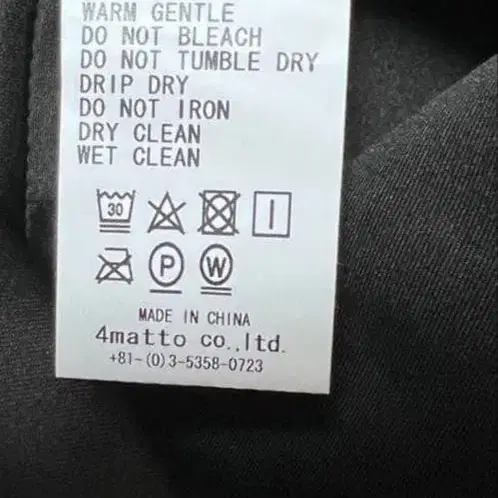 WARM GENTLE
DO NOT BLEACH
DO NOT TUMBLE DRY
DRIP DRY
DO NOT IRON
DRY CLEAN
WET CLEAN
30
P W
MADE IN CHINA
4matto co.,ltd.
+81-(0)3-5358-0723